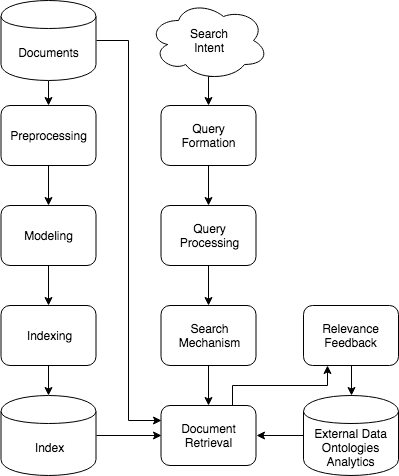 Documents
Search
Intent
Preprocessing
Query
Formation
Modeling
Query
Processing
Indexing
Search
Mechanism
Relevance
Feedback
Index
Document
Retrieval
External Data
Ontologies
Analytics